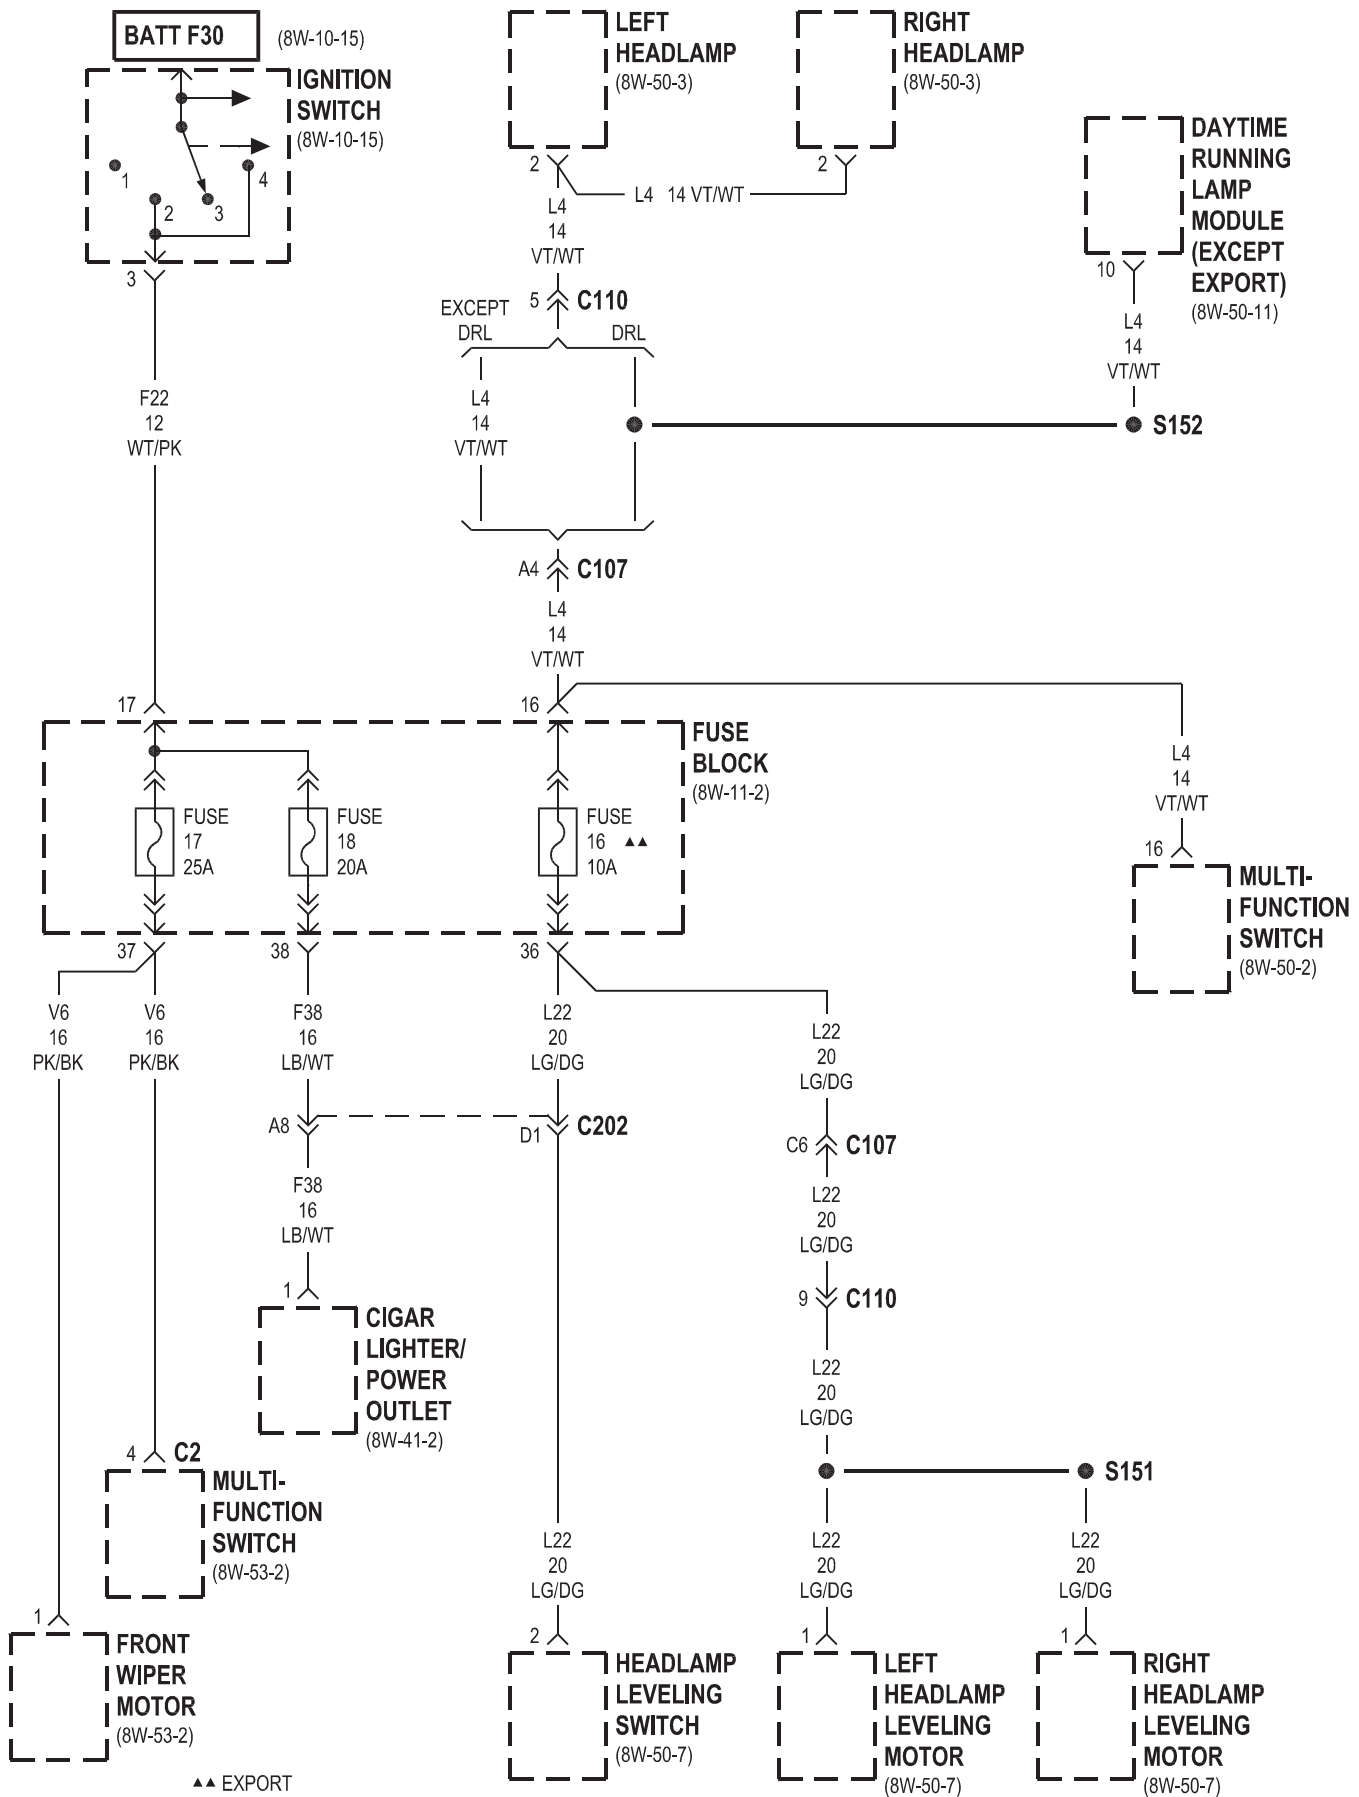 BATT F30
(8W-10-15)
IGNITION
SWITCH
(8W-10-15)
1
2
3
4
3
F22
12
WT/PK
17
LEFT
HEADLAMP
(8W-50-3)
2
RIGHT
HEADLAMP
(8W-50-3)
2
L4 14 VT/WT
L4
14
VT/WT
5
C110
EXCEPT
DRL
DRL
L4
14
VT/WT
DAYTIME
RUNNING
LAMP
MODULE
(EXCEPT
EXPORT)
(8W-50-11)
10
L4
14
VT/WT
S152
A4
C107
L4
14
VT/WT
16
FUSE
BLOCK
(8W-11-2)
FUSE
17
25A
FUSE
18
20A
FUSE
16 ▲▲
10A
L4
14
VT/WT
16
MULTI-
FUNCTION
SWITCH
(8W-50-2)
37
38
36
V6
16
PK/BK
V6
16
PK/BK
F38
16
LB/WT
L22
20
LG/DG
L22
20
LG/DG
A8
D1
C202
C6
C107
F38
16
LB/WT
L22
20
LG/DG
1
CIGAR
LIGHTER/
POWER
OUTLET
(8W-41-2)
9
C110
L22
20
LG/DG
4
C2
MULTI-
FUNCTION
SWITCH
(8W-53-2)
S151
L22
20
LG/DG
L22
20
LG/DG
L22
20
LG/DG
1
FRONT
WIPER
MOTOR
(8W-53-2)
2
HEADLAMP
LEVELING
SWITCH
(8W-50-7)
1
LEFT
HEADLAMP
LEVELING
MOTOR
(8W-50-7)
1
RIGHT
HEADLAMP
LEVELING
MOTOR
(8W-50-7)
▲▲ EXPORT